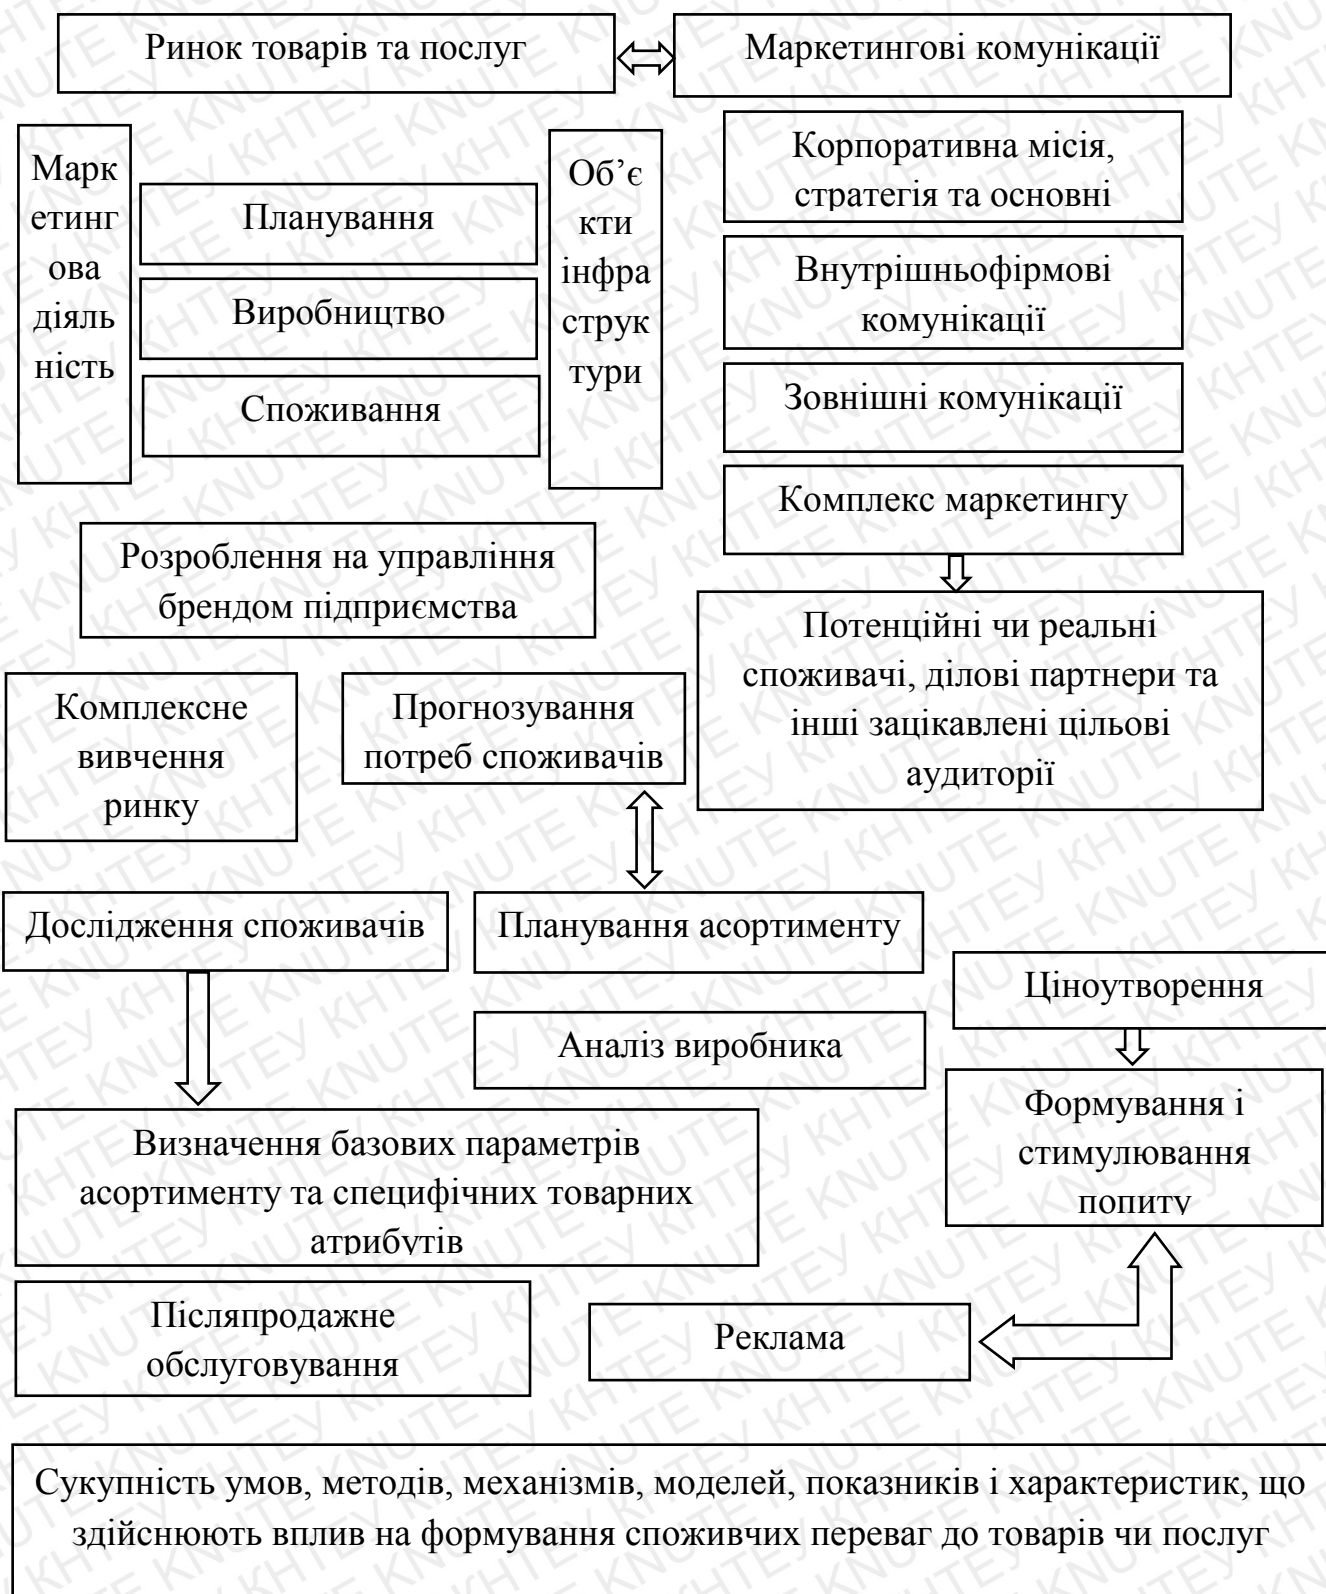 Ринок товарів та послуг
Маркетингові комунікації
Марк
етинг
ова
діяль
ність
Планування
Виробництво
Споживання
Об’є
кти
інфра
струк
тури
Корпоративна місія,
стратегія та основні
Внутрішньофірмові
комунікації
Зовнішні комунікації
Комплекс маркетингу
Розроблення на управління
брендом підприємства
Потенційні чи реальні
споживачі, ділові партнери та
інші зацікавлені цільові
аудиторії
Комплексне
вивчення
ринку
Прогнозування
потреб споживачів
Дослідження споживачів
Планування асортименту
Ціноутворення
Аналіз виробника
Формування і
стимулювання
попиту
Визначення базових параметрів
асортименту та специфічних товарних
атрибутів
Післяпродажне
обслуговування
Реклама
Сукупність умов, методів, механізмів, моделей, показників і характеристик, що
здійснюють вплив на формування споживчих переваг до товарів чи послуг